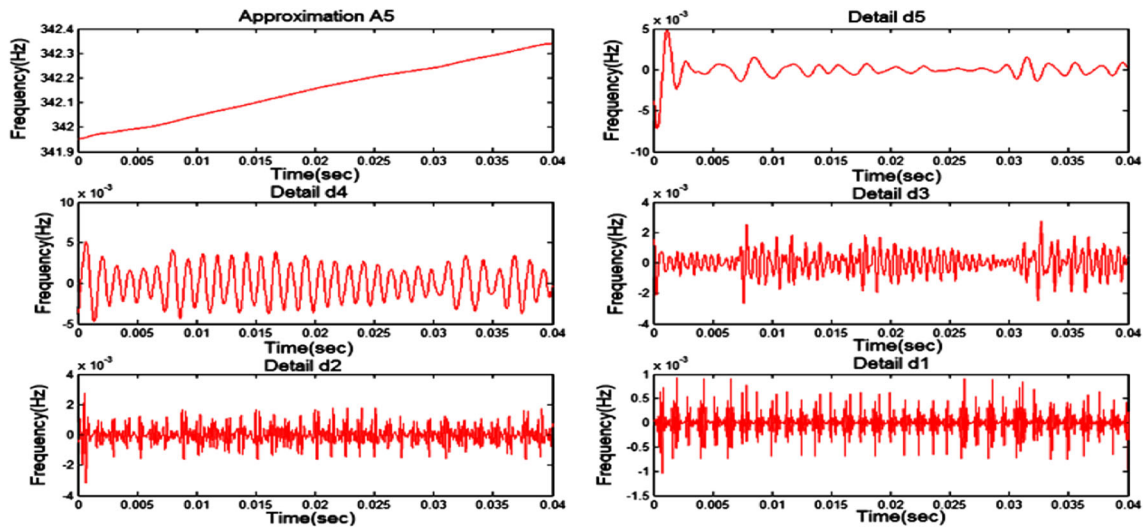 Approximation A5
Frequency(Hz)
342.4
342.3
342.2
342.1
342
341.9
0 0.005 0.01 0.015 0.02 0.025 0.03 0.035 0.04
Time(sec)
Detail d5
× 10⁻³
Frequency(Hz)
5
0
-5
-10
0 0.005 0.01 0.015 0.02 0.025 0.03 0.035 0.04
Time(sec)
Detail d4
× 10⁻³
Frequency(Hz)
10
5
0
-5
0 0.005 0.01 0.015 0.02 0.025 0.03 0.035 0.04
Time(sec)
Detail d3
× 10⁻³
Frequency(Hz)
4
2
0
-2
-4
0 0.005 0.01 0.015 0.02 0.025 0.03 0.035 0.04
Time(sec)
Detail d2
× 10⁻³
Frequency(Hz)
4
2
0
-2
-4
0 0.005 0.01 0.015 0.02 0.025 0.03 0.035 0.04
Time(sec)
Detail d1
× 10⁻³
Frequency(Hz)
1
0.5
0
-0.5
-1
-1.5
0 0.005 0.01 0.015 0.02 0.025 0.03 0.035 0.04
Time(sec)